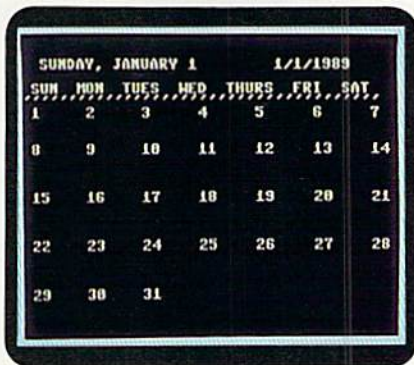 SUNDAY, JANUARY 1 1/1/1989
SUN MON TUES WED THURS FRI SAT
1 2 3 4 5 6 7
8 9 10 11 12 13 14
15 16 17 18 19 20 21
22 23 24 25 26 27 28
29 30 31